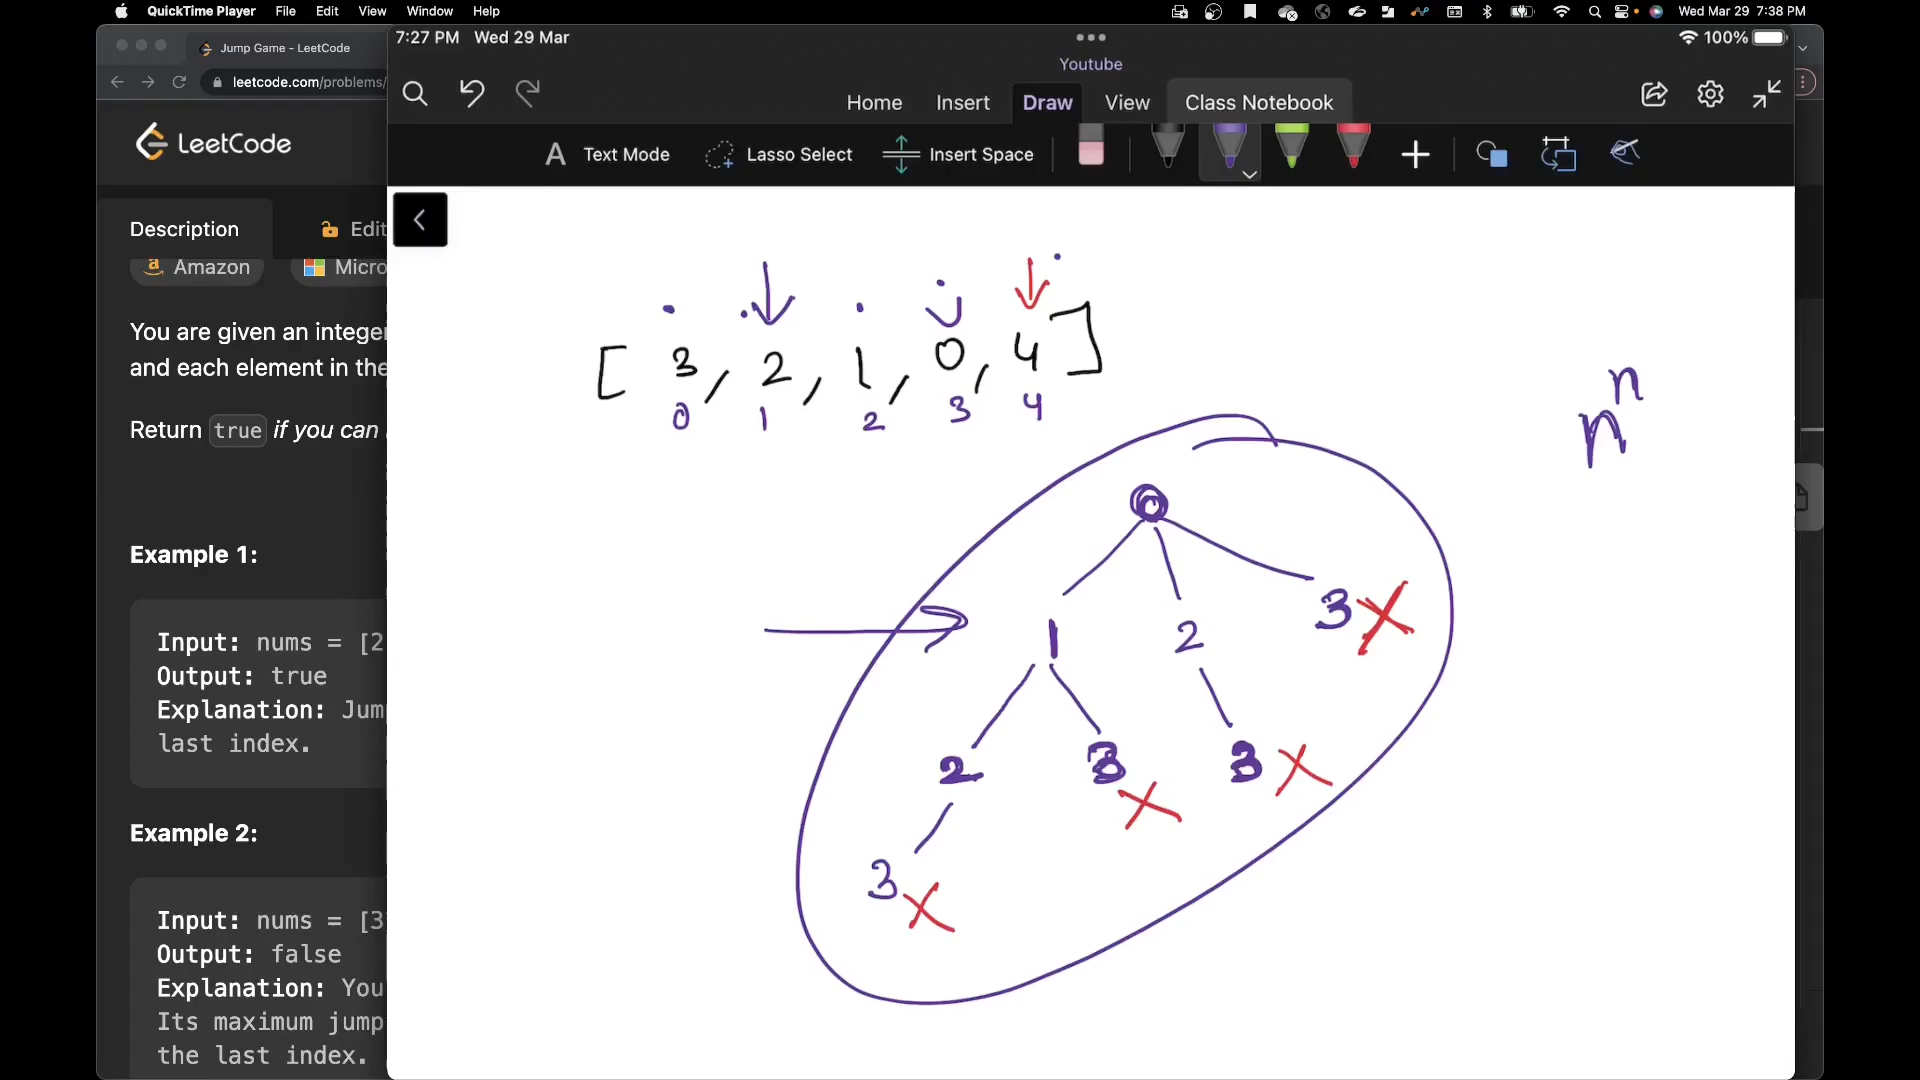 QuickTime Player File Edit View Window Help Wed Mar 29 7:38 PM
Jump Game - LeetCode
leetcode.com/problems/
7:27 PM Wed 29 Mar
100%
Youtube
Home Insert Draw View Class Notebook
A Text Mode Lasso Select Insert Space
LeetCode
Description Edit
Amazon Micro
You are given an integer
and each element in the
Return true if you can
Example 1:
Input: nums = [2
Output: true
Explanation: Jum
last index.
Example 2:
Input: nums = [3
Output: false
Explanation: You
Its maximum jump
the last index.
[ 3, 2, 1, 0, 4 ]
0 1 2 3 4
n^n
0
1 2 3 X
2 3 X 3 X
3 X